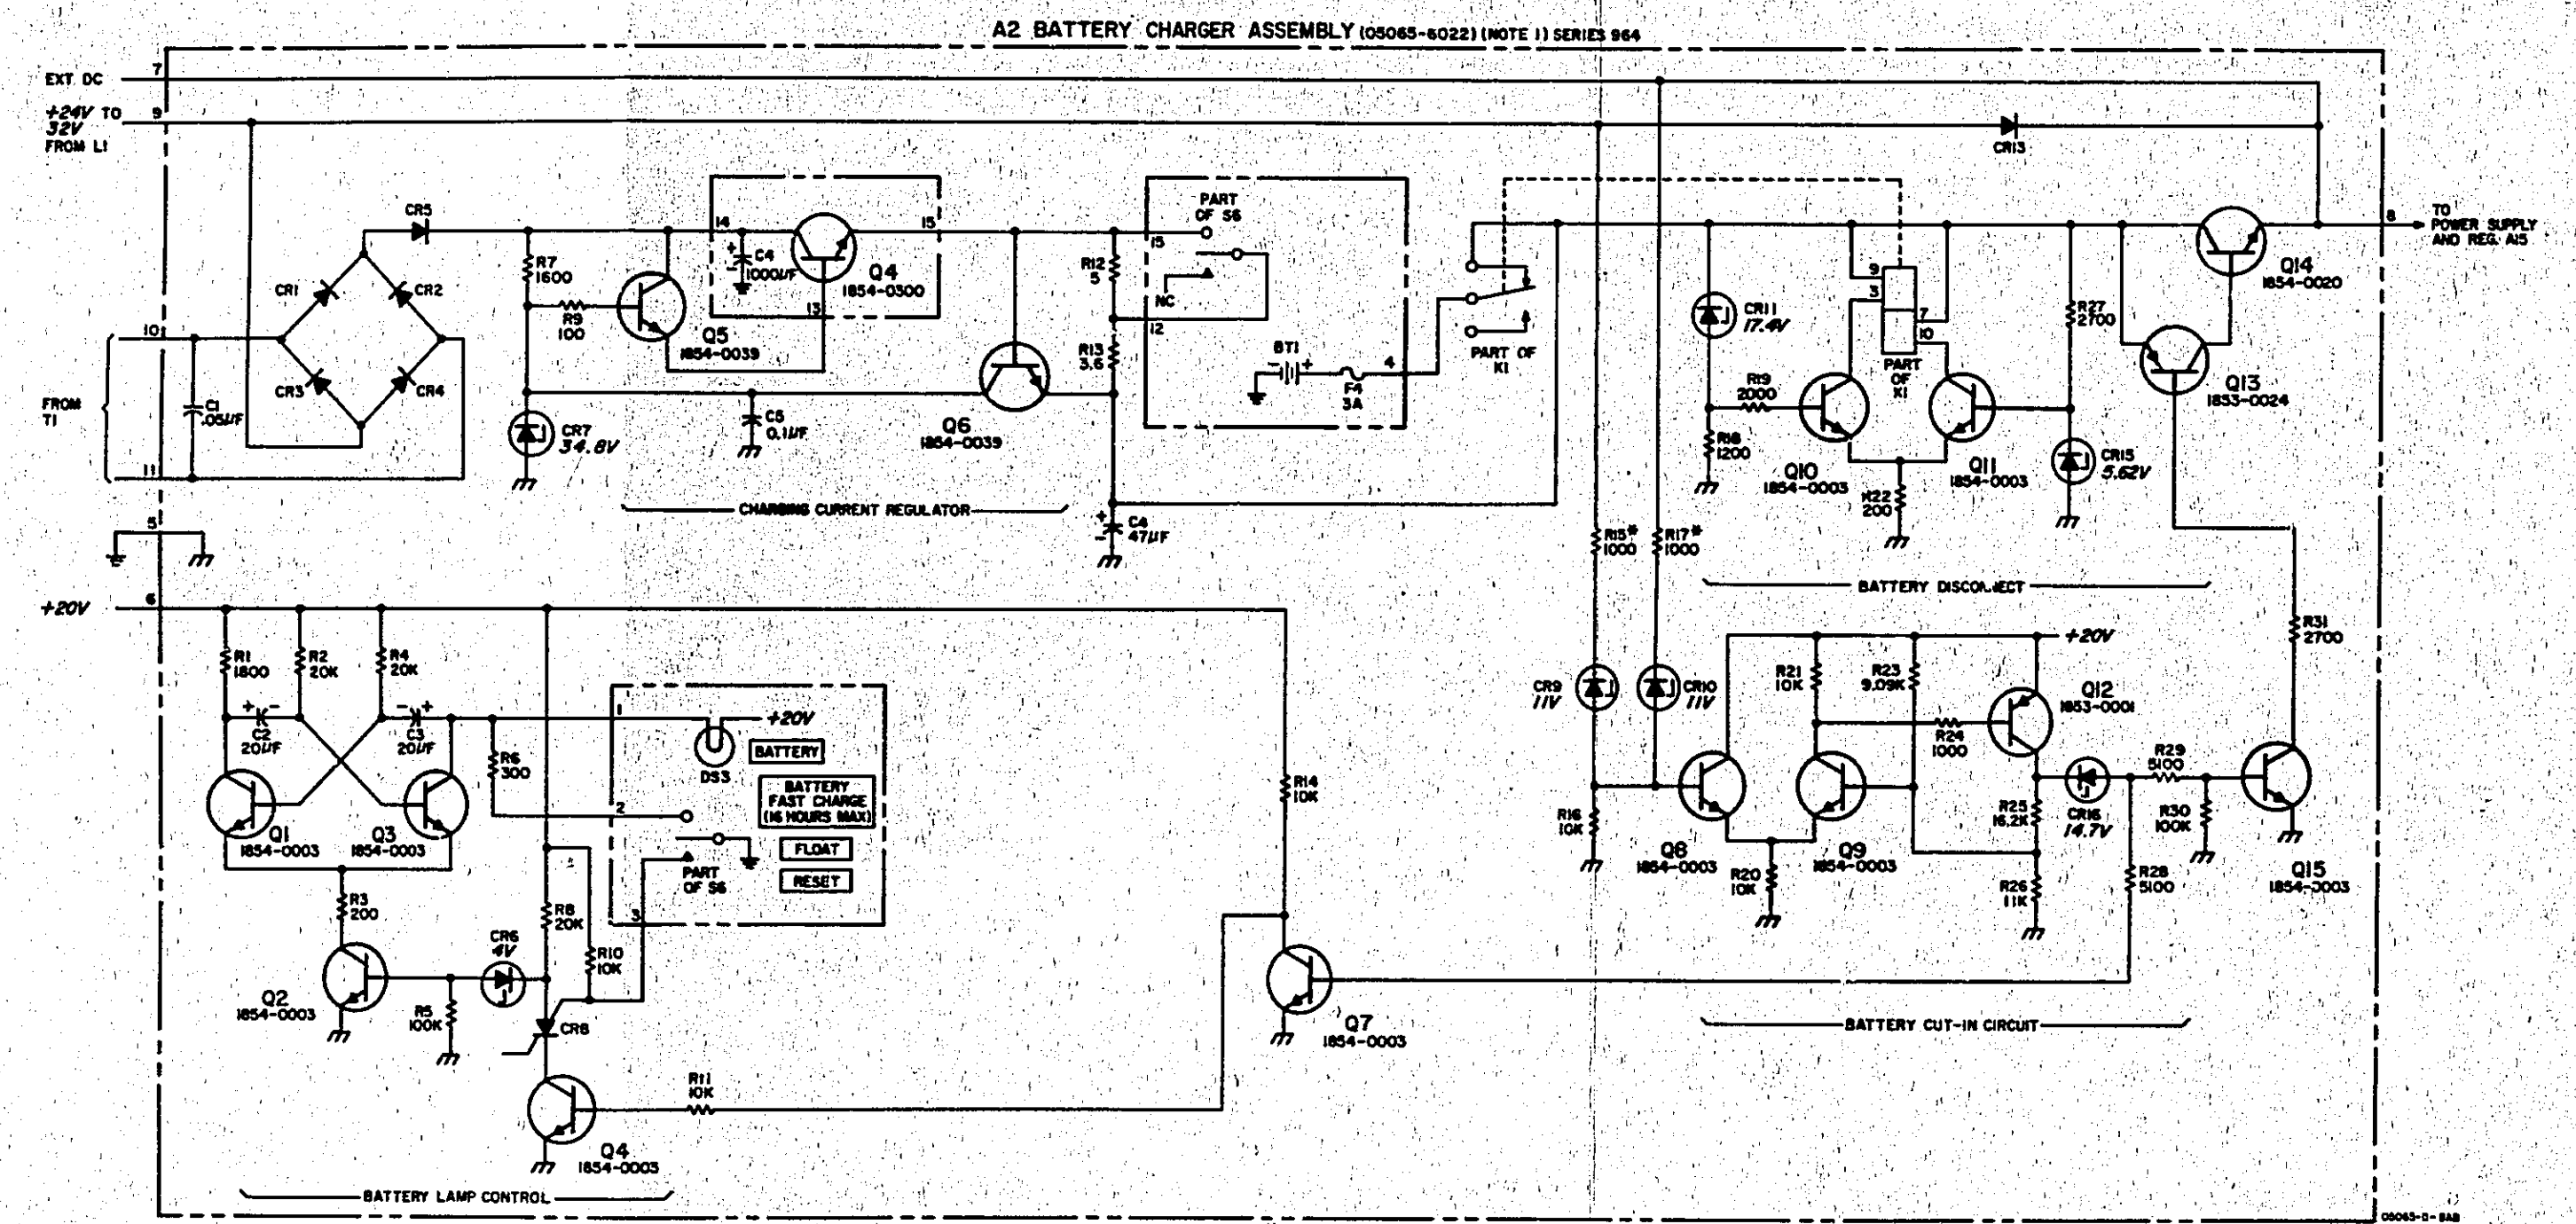 A2 BATTERY CHARGER ASSEMBLY (05065-6022) (NOTE 1) SERIES 964
EXT. DC
7
+24V TO
32V
FROM L1
9
CR13
CR5
CR1
CR2
CR3
CR4
10
11
FROM
T1
C1
.05µF
R7
1600
R9
100
Q5
1854-0039
14
C4
1000µF
13
15
Q4
1854-0300
CR7
34.8V
C5
0.1µF
Q6
1854-0039
R12
5
R13
3.6
PART
OF S6
15
NC
12
BT1
- +
F4
3A
4
PART OF
K1
C4
47µF
+
-
CHARGING CURRENT REGULATOR
CR11
17.4V
R19
2000
R18
1200
9
3
7
10
PART
OF
K1
Q10
1854-0003
Q11
1854-0003
R22
200
R27
2700
CR15
5.62V
Q14
1854-0020
Q13
1853-0024
8
TO
POWER SUPPLY
AND REG. A15
BATTERY DISCONNECT
R15*
1000
R17*
1000
R31
2700
5
+20V
6
R1
1800
R2
20K
R4
20K
+ -
C2
20µF
- +
C3
20µF
Q1
1854-0003
Q3
1854-0003
R6
300
R3
200
Q2
1854-0003
R5
100K
CR6
4V
R8
20K
R10
10K
CR8
1
DS3
+20V
BATTERY
BATTERY
FAST CHARGE
(16 HOURS MAX)
FLOAT
RESET
2
PART
OF S6
3
Q4
1854-0003
R11
10K
R14
10K
Q7
1854-0003
BATTERY LAMP CONTROL
CR9
11V
CR10
11V
R16
10K
Q8
1854-0003
R20
10K
Q9
1854-0003
R21
10K
R23
9.09K
+20V
R24
1000
Q12
1853-0001
R25
16.2K
R26
11K
CR16
14.7V
R29
5100
R30
100K
R28
5100
Q15
1854-0003
BATTERY CUT-IN CIRCUIT